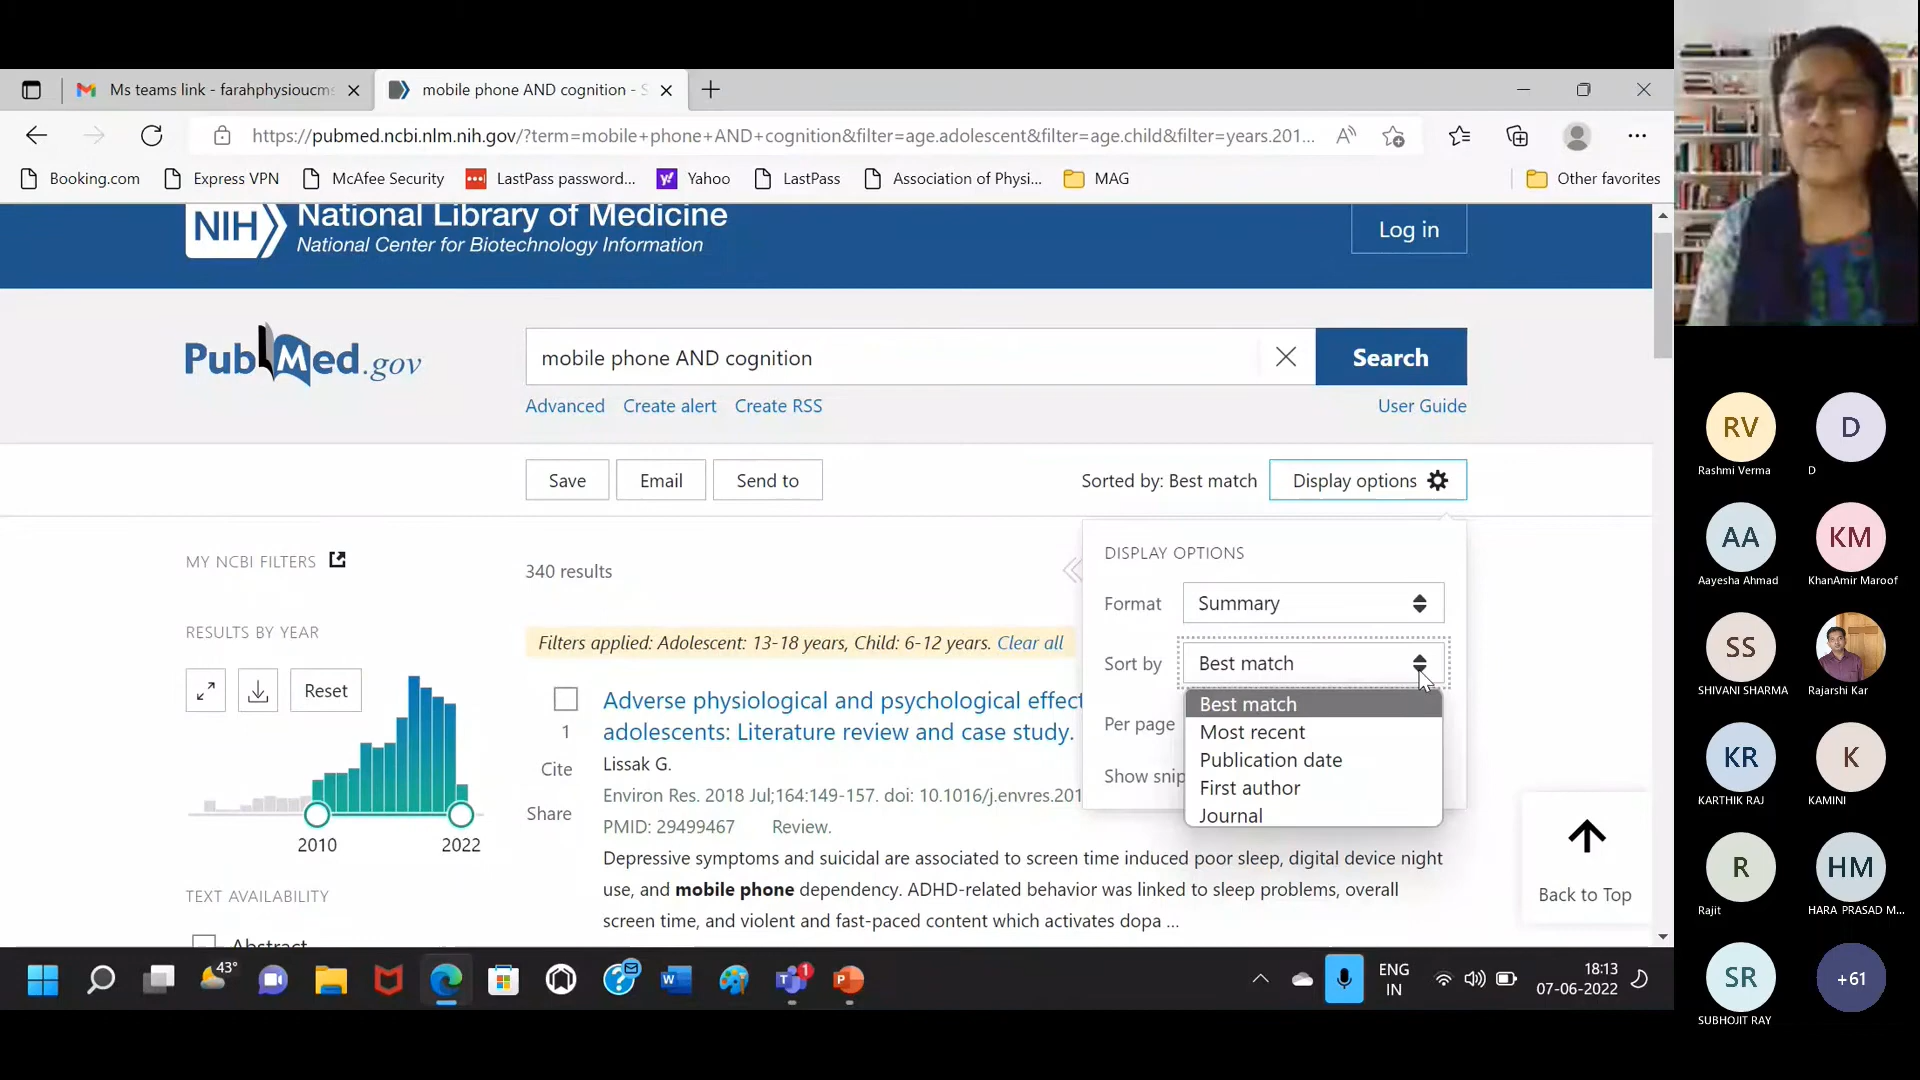 Ms teams link - farahphysioucms
mobile phone AND cognition - S
https://pubmed.ncbi.nlm.nih.gov/?term=mobile+phone+AND+cognition&filter=age.adolescent&filter=age.child&filter=years.201...
Booking.com
Express VPN
McAfee Security
LastPass password...
Yahoo
LastPass
Association of Physi...
MAG
Other favorites
NIH
National Library of Medicine
National Center for Biotechnology Information
Log in
PubMed.gov
mobile phone AND cognition
Search
Advanced
Create alert
Create RSS
User Guide
Save
Email
Send to
Sorted by: Best match
Display options
MY NCBI FILTERS
340 results
DISPLAY OPTIONS
Format
Summary
Sort by
Best match
Best match
Most recent
Publication date
First author
Journal
Per page
Show snip
RESULTS BY YEAR
Reset
2010
2022
TEXT AVAILABILITY
Abstract
Filters applied: Adolescent: 13-18 years, Child: 6-12 years. Clear all
1
Cite
Share
Adverse physiological and psychological effect
adolescents: Literature review and case study.
Lissak G.
Environ Res. 2018 Jul;164:149-157. doi: 10.1016/j.envres.201
PMID: 29499467
Review.
Depressive symptoms and suicidal are associated to screen time induced poor sleep, digital device night
use, and mobile phone dependency. ADHD-related behavior was linked to sleep problems, overall
screen time, and violent and fast-paced content which activates dopa ...
Back to Top
43°
1
ENG
IN
18:13
07-06-2022
RV
Rashmi Verma
D
D
AA
Aayesha Ahmad
KM
KhanAmir Maroof
SS
SHIVANI SHARMA
Rajarshi Kar
KR
KARTHIK RAJ
K
KAMINI
R
Rajit
HM
HARA PRASAD M...
SR
SUBHOJIT RAY
+61